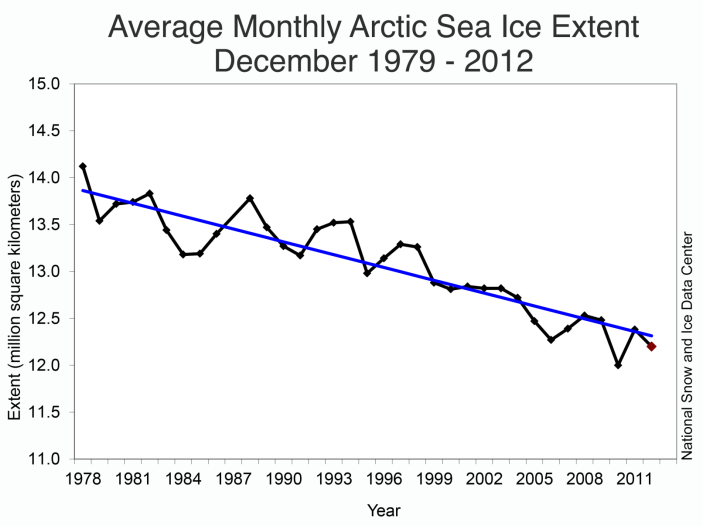 Average Monthly Arctic Sea Ice Extent
December 1979 - 2012
15.0
14.5
14.0
13.5
13.0
12.5
12.0
11.5
11.0
Extent (million square kilometers)
1978 1981 1984 1987 1990 1993 1996 1999 2002 2005 2008 2011
Year
National Snow and Ice Data Center